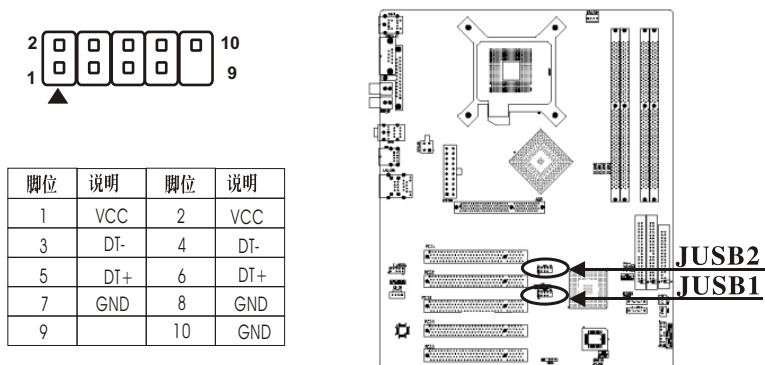 2 10
1 9
脚位 说明 脚位 说明
1 VCC 2 VCC
3 DT- 4 DT-
5 DT+ 6 DT+
7 GND 8 GND
9 10 GND
JUSB2
JUSB1